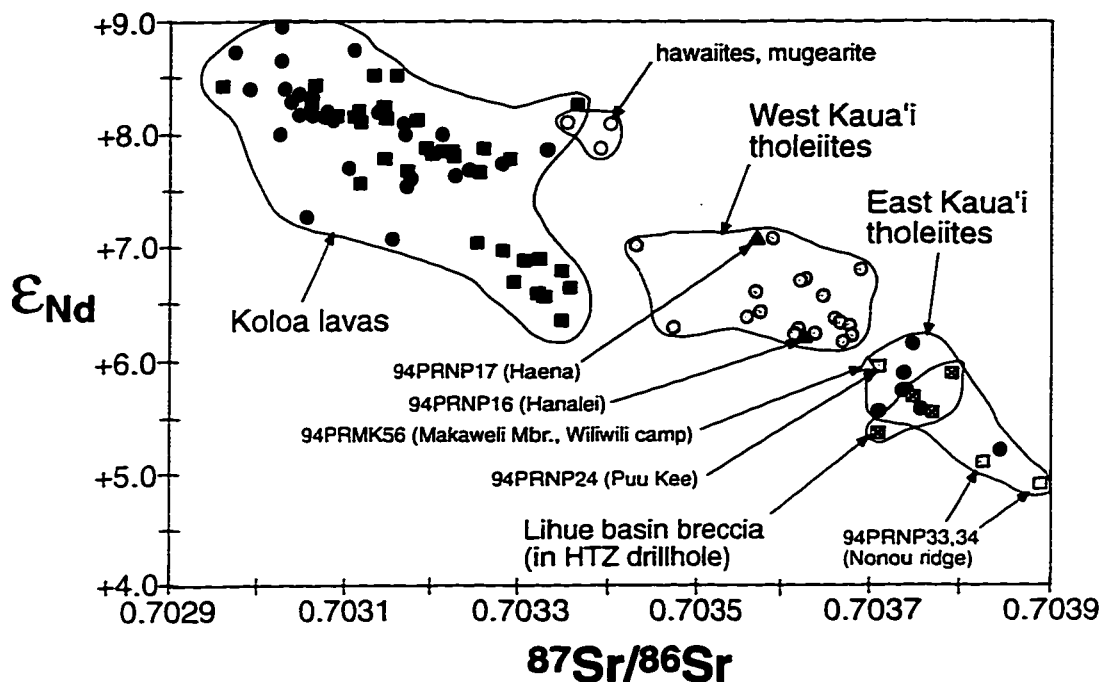 +9.0
+8.0
+7.0
+6.0
+5.0
+4.0
εNd
hawaiites, mugearite
West Kaua'i
tholeiites
East Kaua'i
tholeiites
Koloa lavas
94PRNP17 (Haena)
94PRNP16 (Hanalei)
94PRMK56 (Makaweli Mbr., Wiliwili camp)
94PRNP24 (Puu Kee)
Lihue basin breccia
(in HTZ drillhole)
94PRNP33,34
(Nonou ridge)
0.7029 0.7031 0.7033 0.7035 0.7037 0.7039
87Sr/86Sr